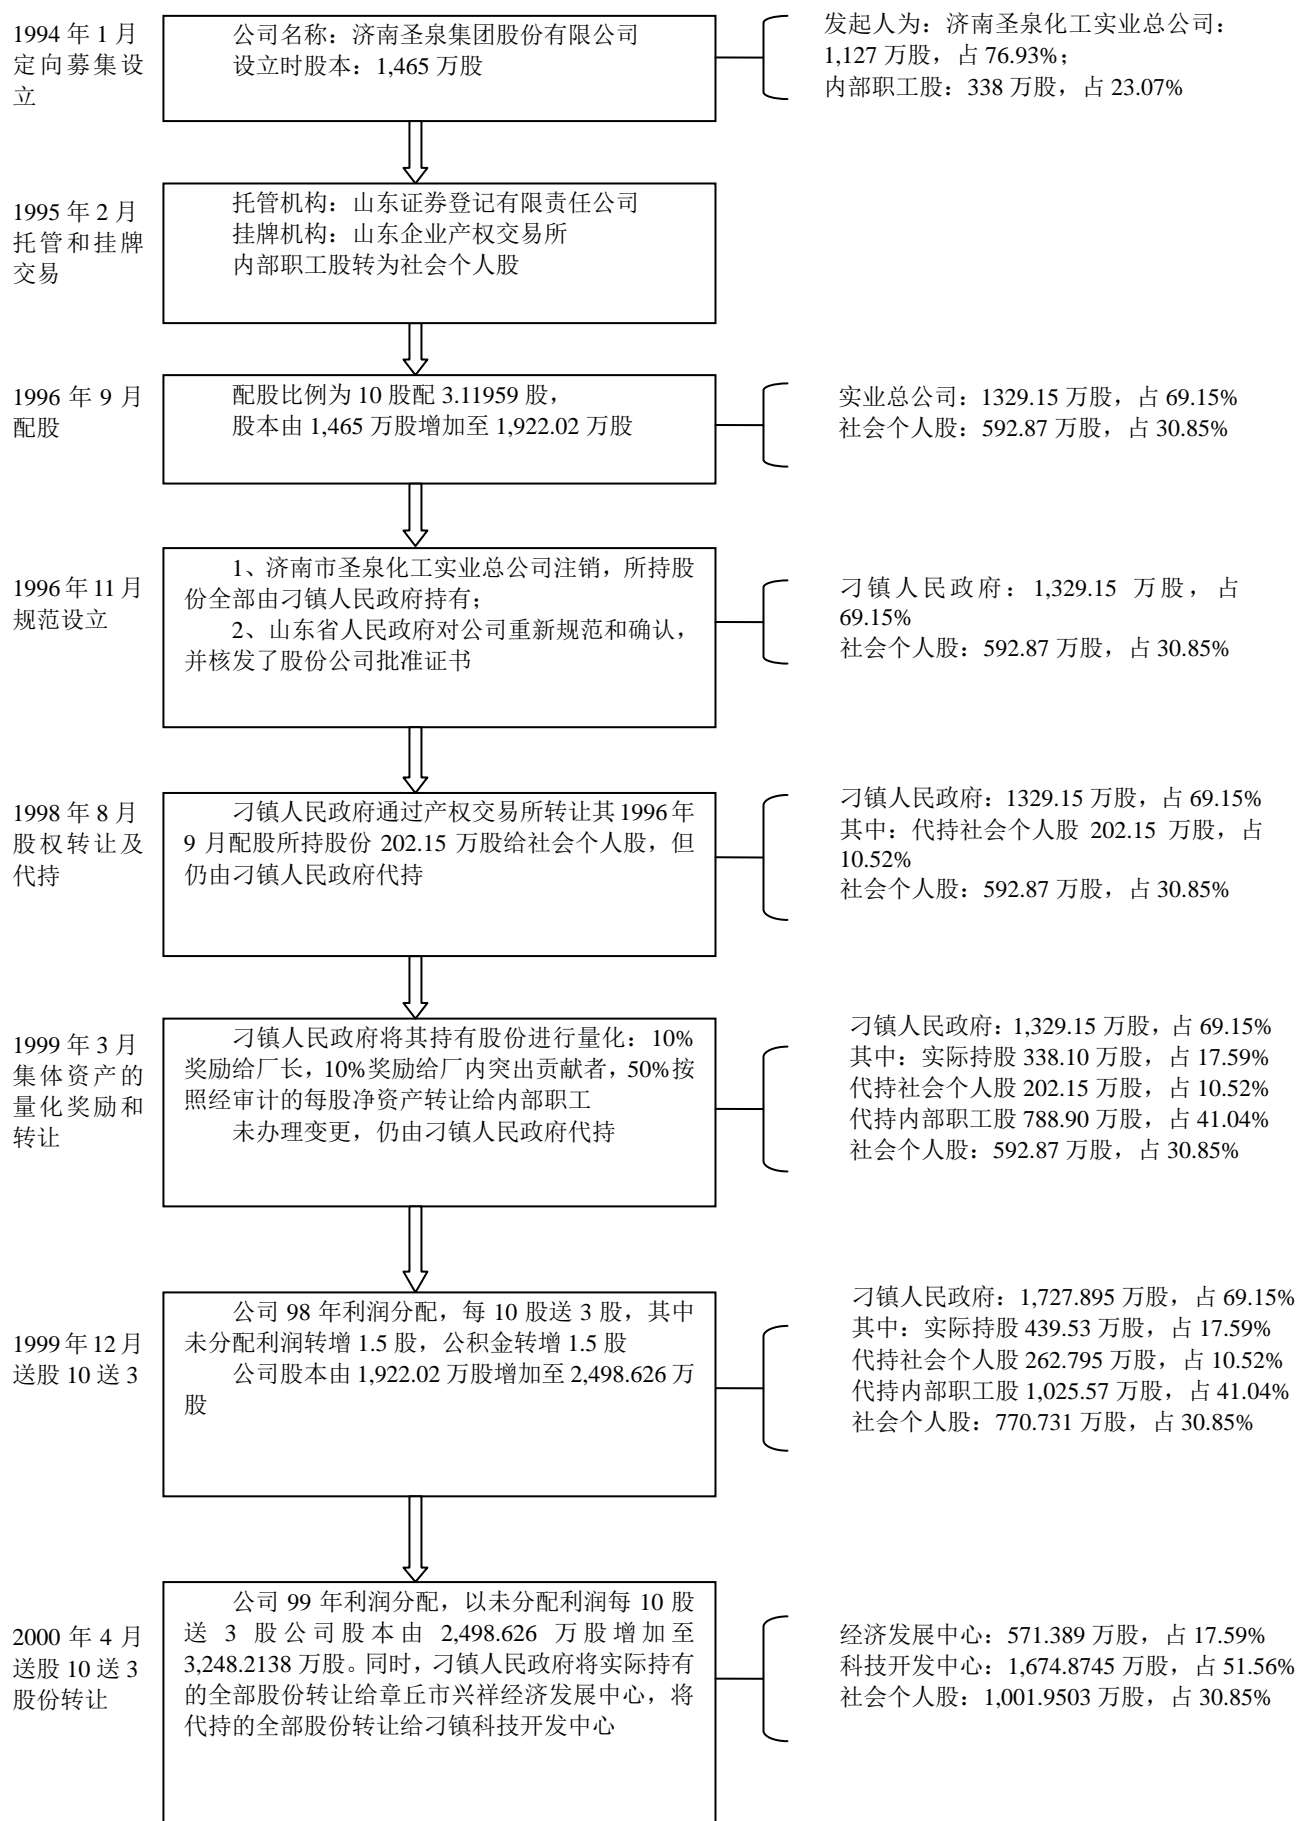 1994 年 1 月
定向募集设
立
公司名称：济南圣泉集团股份有限公司
设立时股本：1,465 万股
发起人为：济南圣泉化工实业总公司：
1,127 万股，占 76.93%；
内部职工股：338 万股，占 23.07%
1995 年 2 月
托管和挂牌
交易
托管机构：山东证券登记有限责任公司
挂牌机构：山东企业产权交易所
内部职工股转为社会个人股
1996 年 9 月
配股
配股比例为 10 股配 3.11959 股，
股本由 1,465 万股增加至 1,922.02 万股
实业总公司：1329.15 万股，占 69.15%
社会个人股：592.87 万股，占 30.85%
1996 年 11 月
规范设立
1、济南市圣泉化工实业总公司注销，所持股
份全部由刁镇人民政府持有；
2、山东省人民政府对公司重新规范和确认，
并核发了股份公司批准证书
刁镇人民政府：1,329.15 万股，占
69.15%
社会个人股：592.87 万股，占 30.85%
1998 年 8 月
股权转让及
代持
刁镇人民政府通过产权交易所转让其 1996 年
9 月配股所持股份 202.15 万股给社会个人股，但
仍由刁镇人民政府代持
刁镇人民政府：1329.15 万股，占 69.15%
其中：代持社会个人股 202.15 万股，占
10.52%
社会个人股：592.87 万股，占 30.85%
1999 年 3 月
集体资产的
量化奖励和
转让
刁镇人民政府将其持有股份进行量化：10%
奖励给厂长，10%奖励给厂内突出贡献者，50%按
照经审计的每股净资产转让给内部职工
未办理变更，仍由刁镇人民政府代持
刁镇人民政府：1,329.15 万股，占 69.15%
其中：实际持股 338.10 万股，占 17.59%
代持社会个人股 202.15 万股，占 10.52%
代持内部职工股 788.90 万股，占 41.04%
社会个人股：592.87 万股，占 30.85%
1999 年 12 月
送股 10 送 3
公司 98 年利润分配，每 10 股送 3 股，其中
未分配利润转增 1.5 股，公积金转增 1.5 股
公司股本由 1,922.02 万股增加至 2,498.626 万
股
刁镇人民政府：1,727.895 万股，占 69.15%
其中：实际持股 439.53 万股，占 17.59%
代持社会个人股 262.795 万股，占 10.52%
代持内部职工股 1,025.57 万股，占 41.04%
社会个人股：770.731 万股，占 30.85%
2000 年 4 月
送股 10 送 3
股份转让
公司 99 年利润分配，以未分配利润每 10 股
送 3 股公司股本由 2,498.626 万股增加至
3,248.2138 万股。同时，刁镇人民政府将实际持有
的全部股份转让给章丘市兴祥经济发展中心，将
代持的全部股份转让给刁镇科技开发中心
经济发展中心：571.389 万股，占 17.59%
科技开发中心：1,674.8745 万股，占 51.56%
社会个人股：1,001.9503 万股，占 30.85%